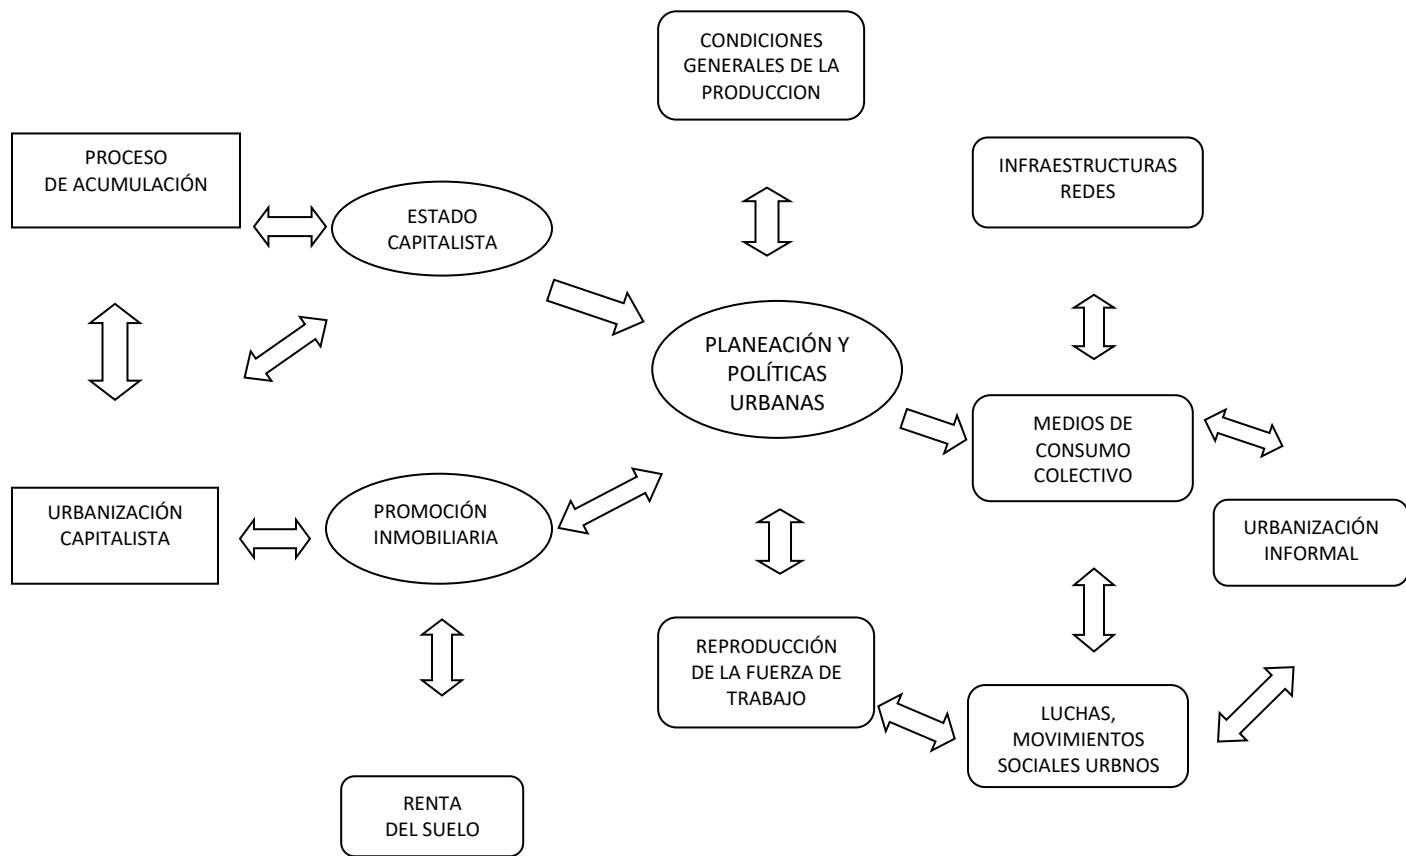 CONDICIONES
GENERALES DE LA
PRODUCCION
PROCESO
DE ACUMULACIÓN
INFRAESTRUCTURAS
REDES
ESTADO
CAPITALISTA
PLANEACIÓN Y
POLÍTICAS
URBANAS
MEDIOS DE
CONSUMO
COLECTIVO
URBANIZACIÓN
CAPITALISTA
PROMOCIÓN
INMOBILIARIA
URBANIZACIÓN
INFORMAL
REPRODUCCIÓN
DE LA FUERZA DE
TRABAJO
LUCHAS,
MOVIMIENTOS
SOCIALES URBNOS
RENTA
DEL SUELO